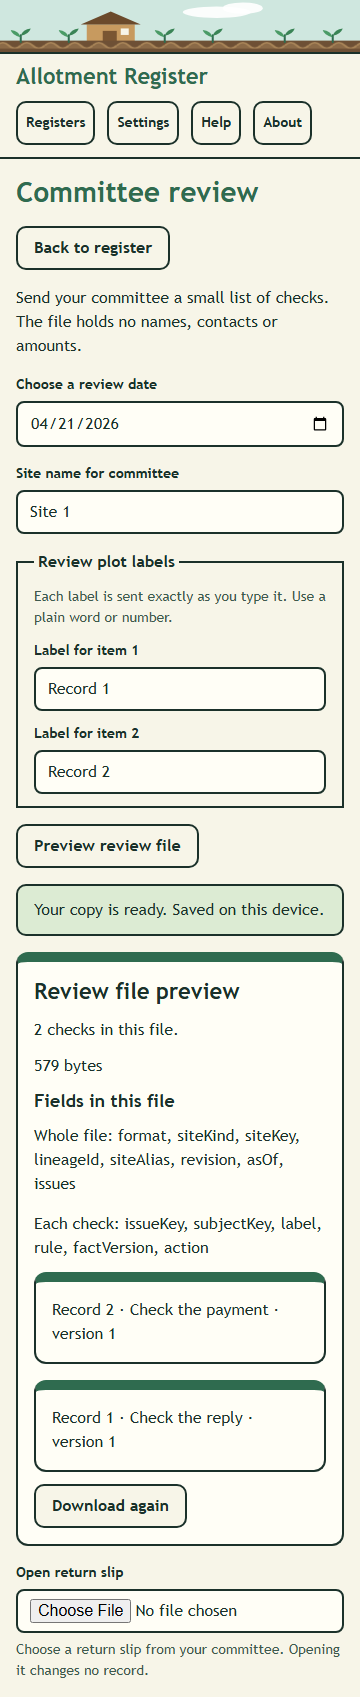 Allotment Register
Registers Settings Help About
Committee review
Back to register
Send your committee a small list of checks.
The file holds no names, contacts or
amounts.
Choose a review date
04/21/2026
Site name for committee
Site 1
Review plot labels
Each label is sent exactly as you type it. Use a
plain word or number.
Label for item 1
Record 1
Label for item 2
Record 2
Preview review file
Your copy is ready. Saved on this device.
Review file preview
2 checks in this file.
579 bytes
Fields in this file
Whole file: format, siteKind, siteKey,
lineageId, siteAlias, revision, asOf,
issues
Each check: issueKey, subjectKey, label,
rule, factVersion, action
Record 2 · Check the payment ·
version 1
Record 1 · Check the reply ·
version 1
Download again
Open return slip
Choose File No file chosen
Choose a return slip from your committee. Opening
it changes no record.